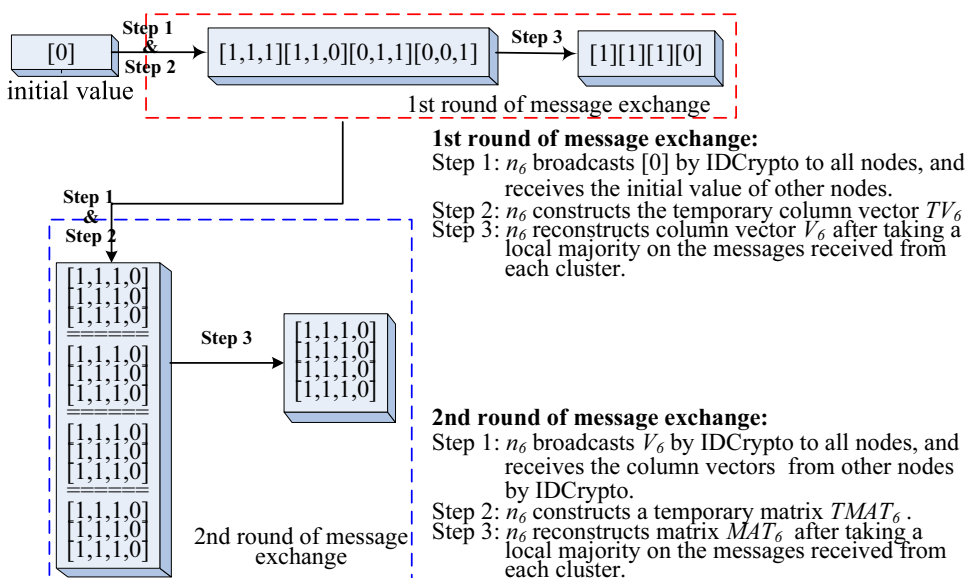 [0]
initial value
Step 1
&
Step 2
[1,1,1][1,1,0][0,1,1][0,0,1]
Step 3
[1][1][1][0]
1st round of message exchange
1st round of message exchange:
Step 1: n6 broadcasts [0] by IDCrypto to all nodes, and
receives the initial value of other nodes.
Step 2: n6 constructs the temporary column vector TV6
Step 3: n6 reconstructs column vector V6 after taking a
local majority on the messages received from
each cluster.
Step 1
&
Step 2
[1,1,1,0]
[1,1,1,0]
[1,1,1,0]
======
[1,1,1,0]
[1,1,1,0]
[1,1,1,0]
======
[1,1,1,0]
[1,1,1,0]
[1,1,1,0]
======
[1,1,1,0]
[1,1,1,0]
[1,1,1,0]
Step 3
[1,1,1,0]
[1,1,1,0]
[1,1,1,0]
[1,1,1,0]
2nd round of message
exchange
2nd round of message exchange:
Step 1: n6 broadcasts V6 by IDCrypto to all nodes, and
receives the column vectors from other nodes
by IDCrypto.
Step 2: n6 constructs a temporary matrix TMAT6 .
Step 3: n6 reconstructs matrix MAT6 after taking a
local majority on the messages received from
each cluster.